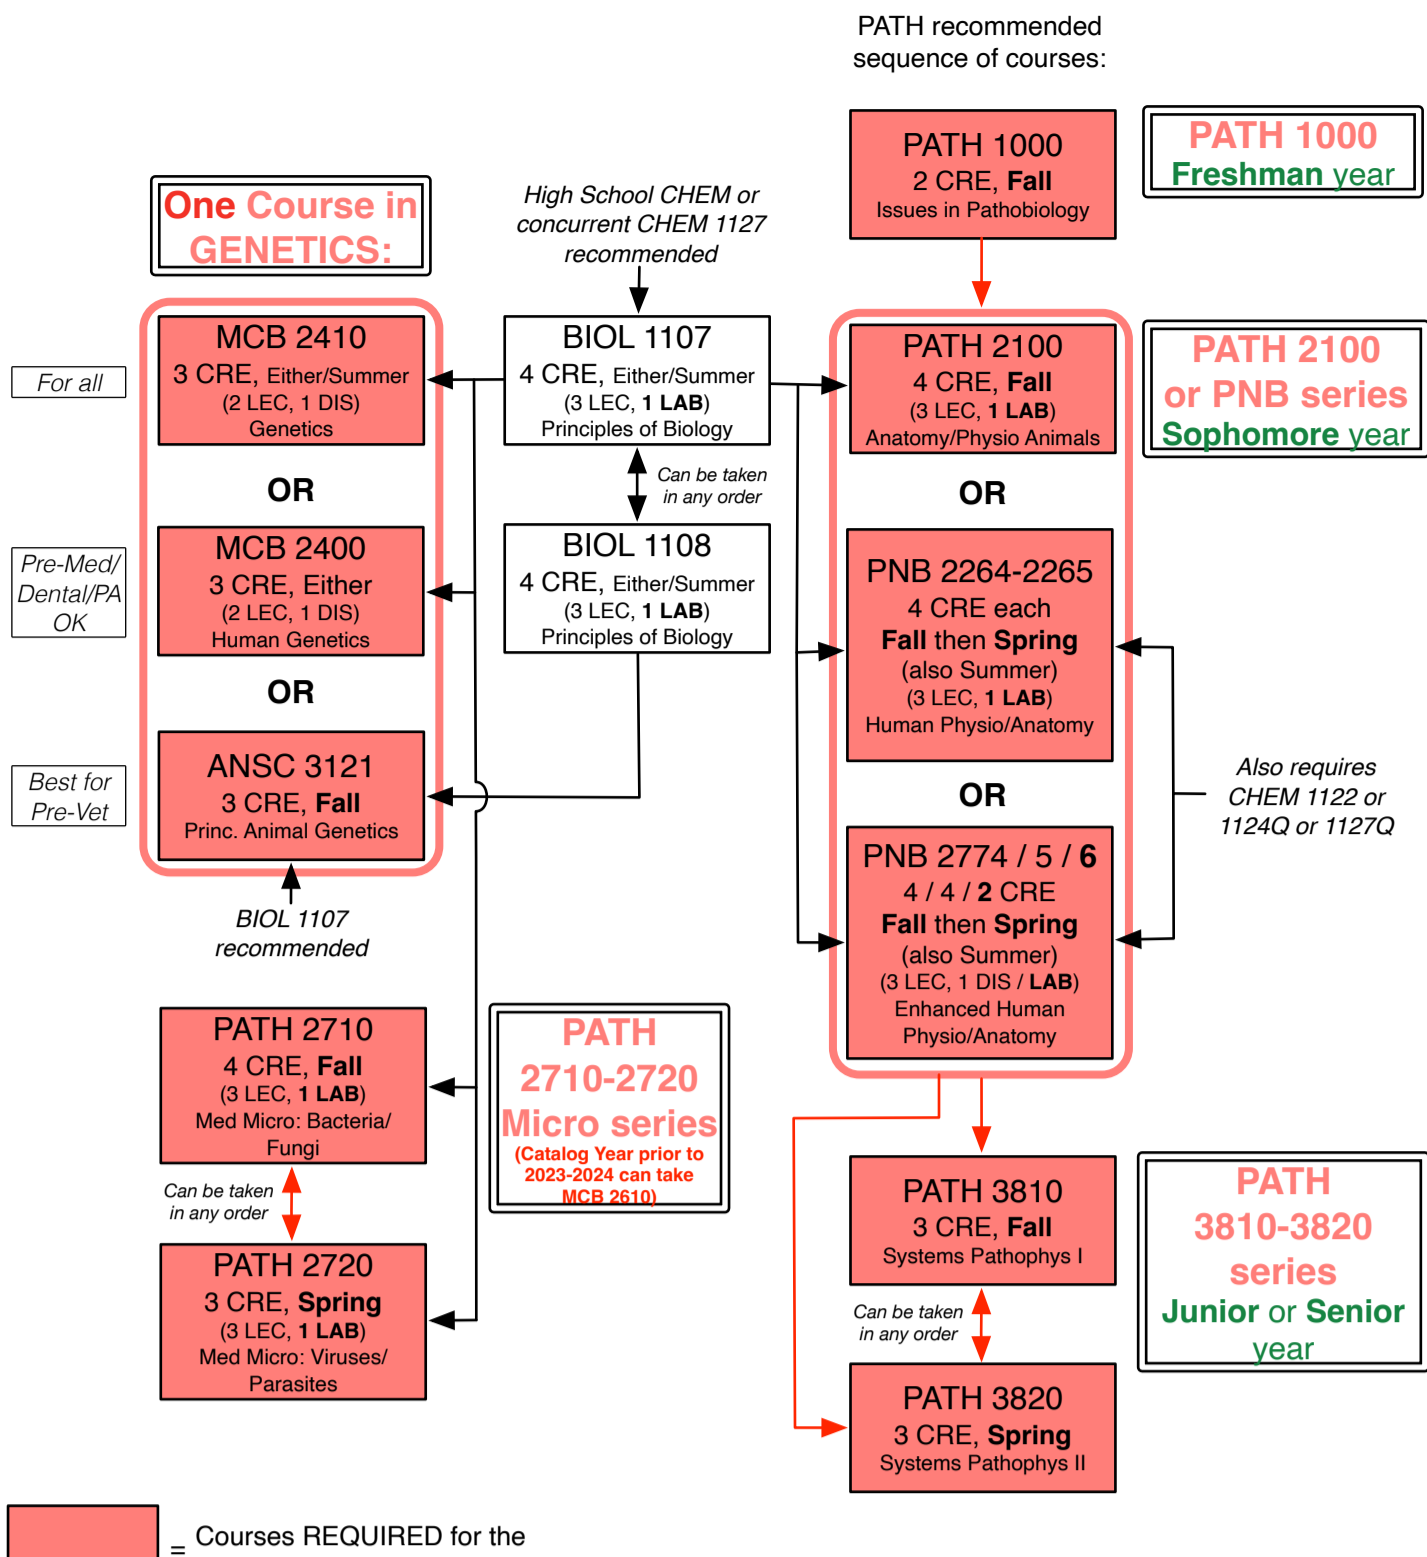 PATH recommended
sequence of courses:
PATH 1000
2 CRE, Fall
Issues in Pathobiology
PATH 1000
Freshman year
One Course in
GENETICS:
High School CHEM or
concurrent CHEM 1127
recommended
For all
MCB 2410
3 CRE, Either/Summer
(2 LEC, 1 DIS)
Genetics
BIOL 1107
4 CRE, Either/Summer
(3 LEC, 1 LAB)
Principles of Biology
PATH 2100
4 CRE, Fall
(3 LEC, 1 LAB)
Anatomy/Physio Animals
PATH 2100
or PNB series
Sophomore year
OR
Can be taken
in any order
OR
Pre-Med/
Dental/PA
OK
MCB 2400
3 CRE, Either
(2 LEC, 1 DIS)
Human Genetics
BIOL 1108
4 CRE, Either/Summer
(3 LEC, 1 LAB)
Principles of Biology
PNB 2264-2265
4 CRE each
Fall then Spring
(also Summer)
(3 LEC, 1 LAB)
Human Physio/Anatomy
OR
Best for
Pre-Vet
ANSC 3121
3 CRE, Fall
Princ. Animal Genetics
OR
Also requires
CHEM 1122 or
1124Q or 1127Q
BIOL 1107
recommended
PNB 2774 / 5 / 6
4 / 4 / 2 CRE
Fall then Spring
(also Summer)
(3 LEC, 1 DIS / LAB)
Enhanced Human
Physio/Anatomy
PATH 2710
4 CRE, Fall
(3 LEC, 1 LAB)
Med Micro: Bacteria/
Fungi
PATH
2710-2720
Micro series
(Catalog Year prior to
2023-2024 can take
MCB 2610)
Can be taken
in any order
PATH 2720
3 CRE, Spring
(3 LEC, 1 LAB)
Med Micro: Viruses/
Parasites
PATH 3810
3 CRE, Fall
Systems Pathophys I
PATH
3810-3820
series
Junior or Senior
year
Can be taken
in any order
PATH 3820
3 CRE, Spring
Systems Pathophys II
= Courses REQUIRED for the